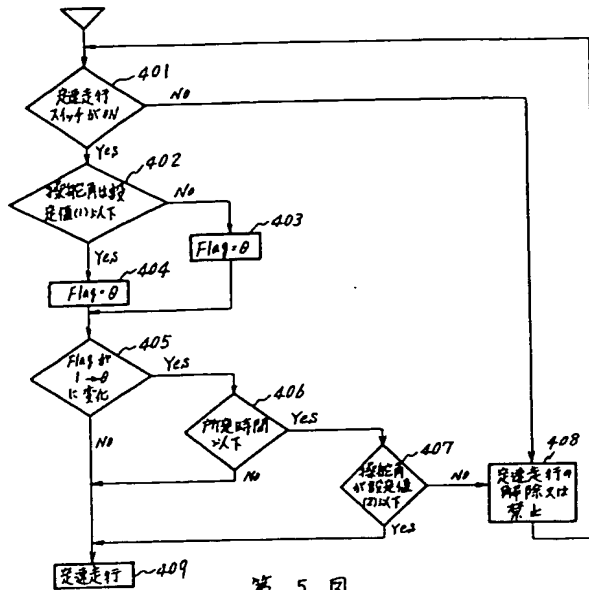 401
定速走行
スイッチがON
No
Yes
402
操舵角は設
定値(1)以下
No
403
Flag=0
Yes
404
Flag=0
405
Flagが
1→0
に変化
Yes
406
所定時間
以下
Yes
407
操舵角
が設定値
(2)以下
No
408
定速走行の
解除又は
禁止
No
No
Yes
定速走行
409
第5図